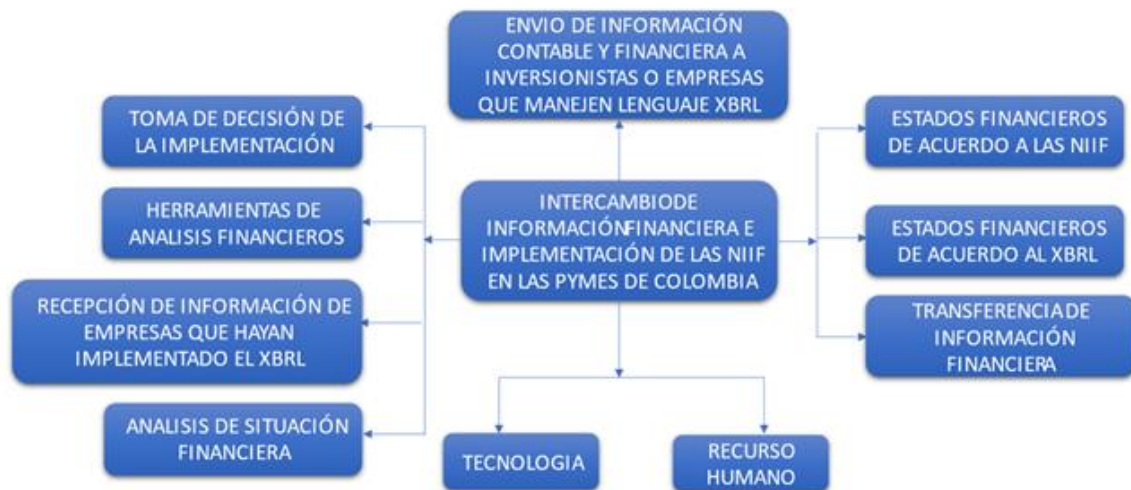 ENVIO DE INFORMACIÓN
CONTABLE Y FINANCIERA A
INVERSIONISTAS O EMPRESAS
QUE MANEJEN LENGUAJE XBRL
TOMA DE DECISIÓN DE
LA IMPLEMENTACIÓN
HERRAMIENTAS DE
ANALISIS FINANCIEROS
RECEPCIÓN DE INFORMACIÓN DE
EMPRESAS QUE HAYAN
IMPLEMENTADO EL XBRL
ANALISIS DE SITUACIÓN
FINANCIERA
INTERCAMBIODE
INFORMACIÓNFINANCIERA E
IMPLEMENTACIÓN DE LAS NIIF
EN LAS PYMES DE COLOMBIA
ESTADOS FINANCIEROS
DE ACUERDO A LAS NIIF
ESTADOS FINANCIEROS
DE ACUERDO AL XBRL
TRANSFERENCIA DE
INFORMACIÓN
FINANCIERA
TECNOLOGIA
RECURSO
HUMANO